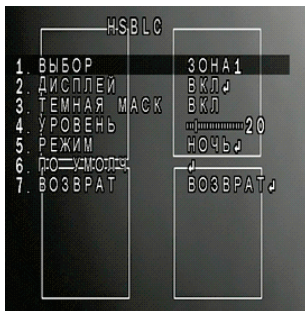 HSBLC
1. ВЫБОР ЗОНА1
2. ДИСПЛЕЙ ВКЛ↲
3. ТЕМНАЯ МАСК ВКЛ
4. УРОВЕНЬ 20
5. РЕЖИМ НОЧЬ↲
6. ПО УМОЛЧ ↲
7. ВОЗВРАТ ВОЗВРАТ↲